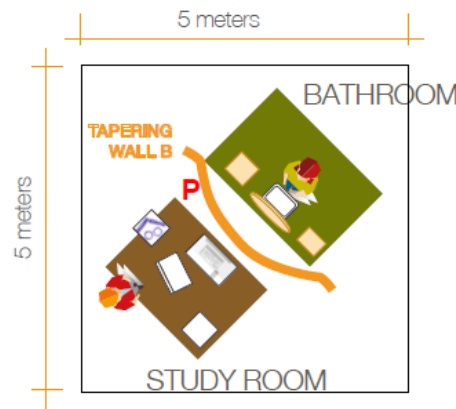 5 meters
BATHROOM
TAPERING
WALL B
P
5 meters
STUDY ROOM